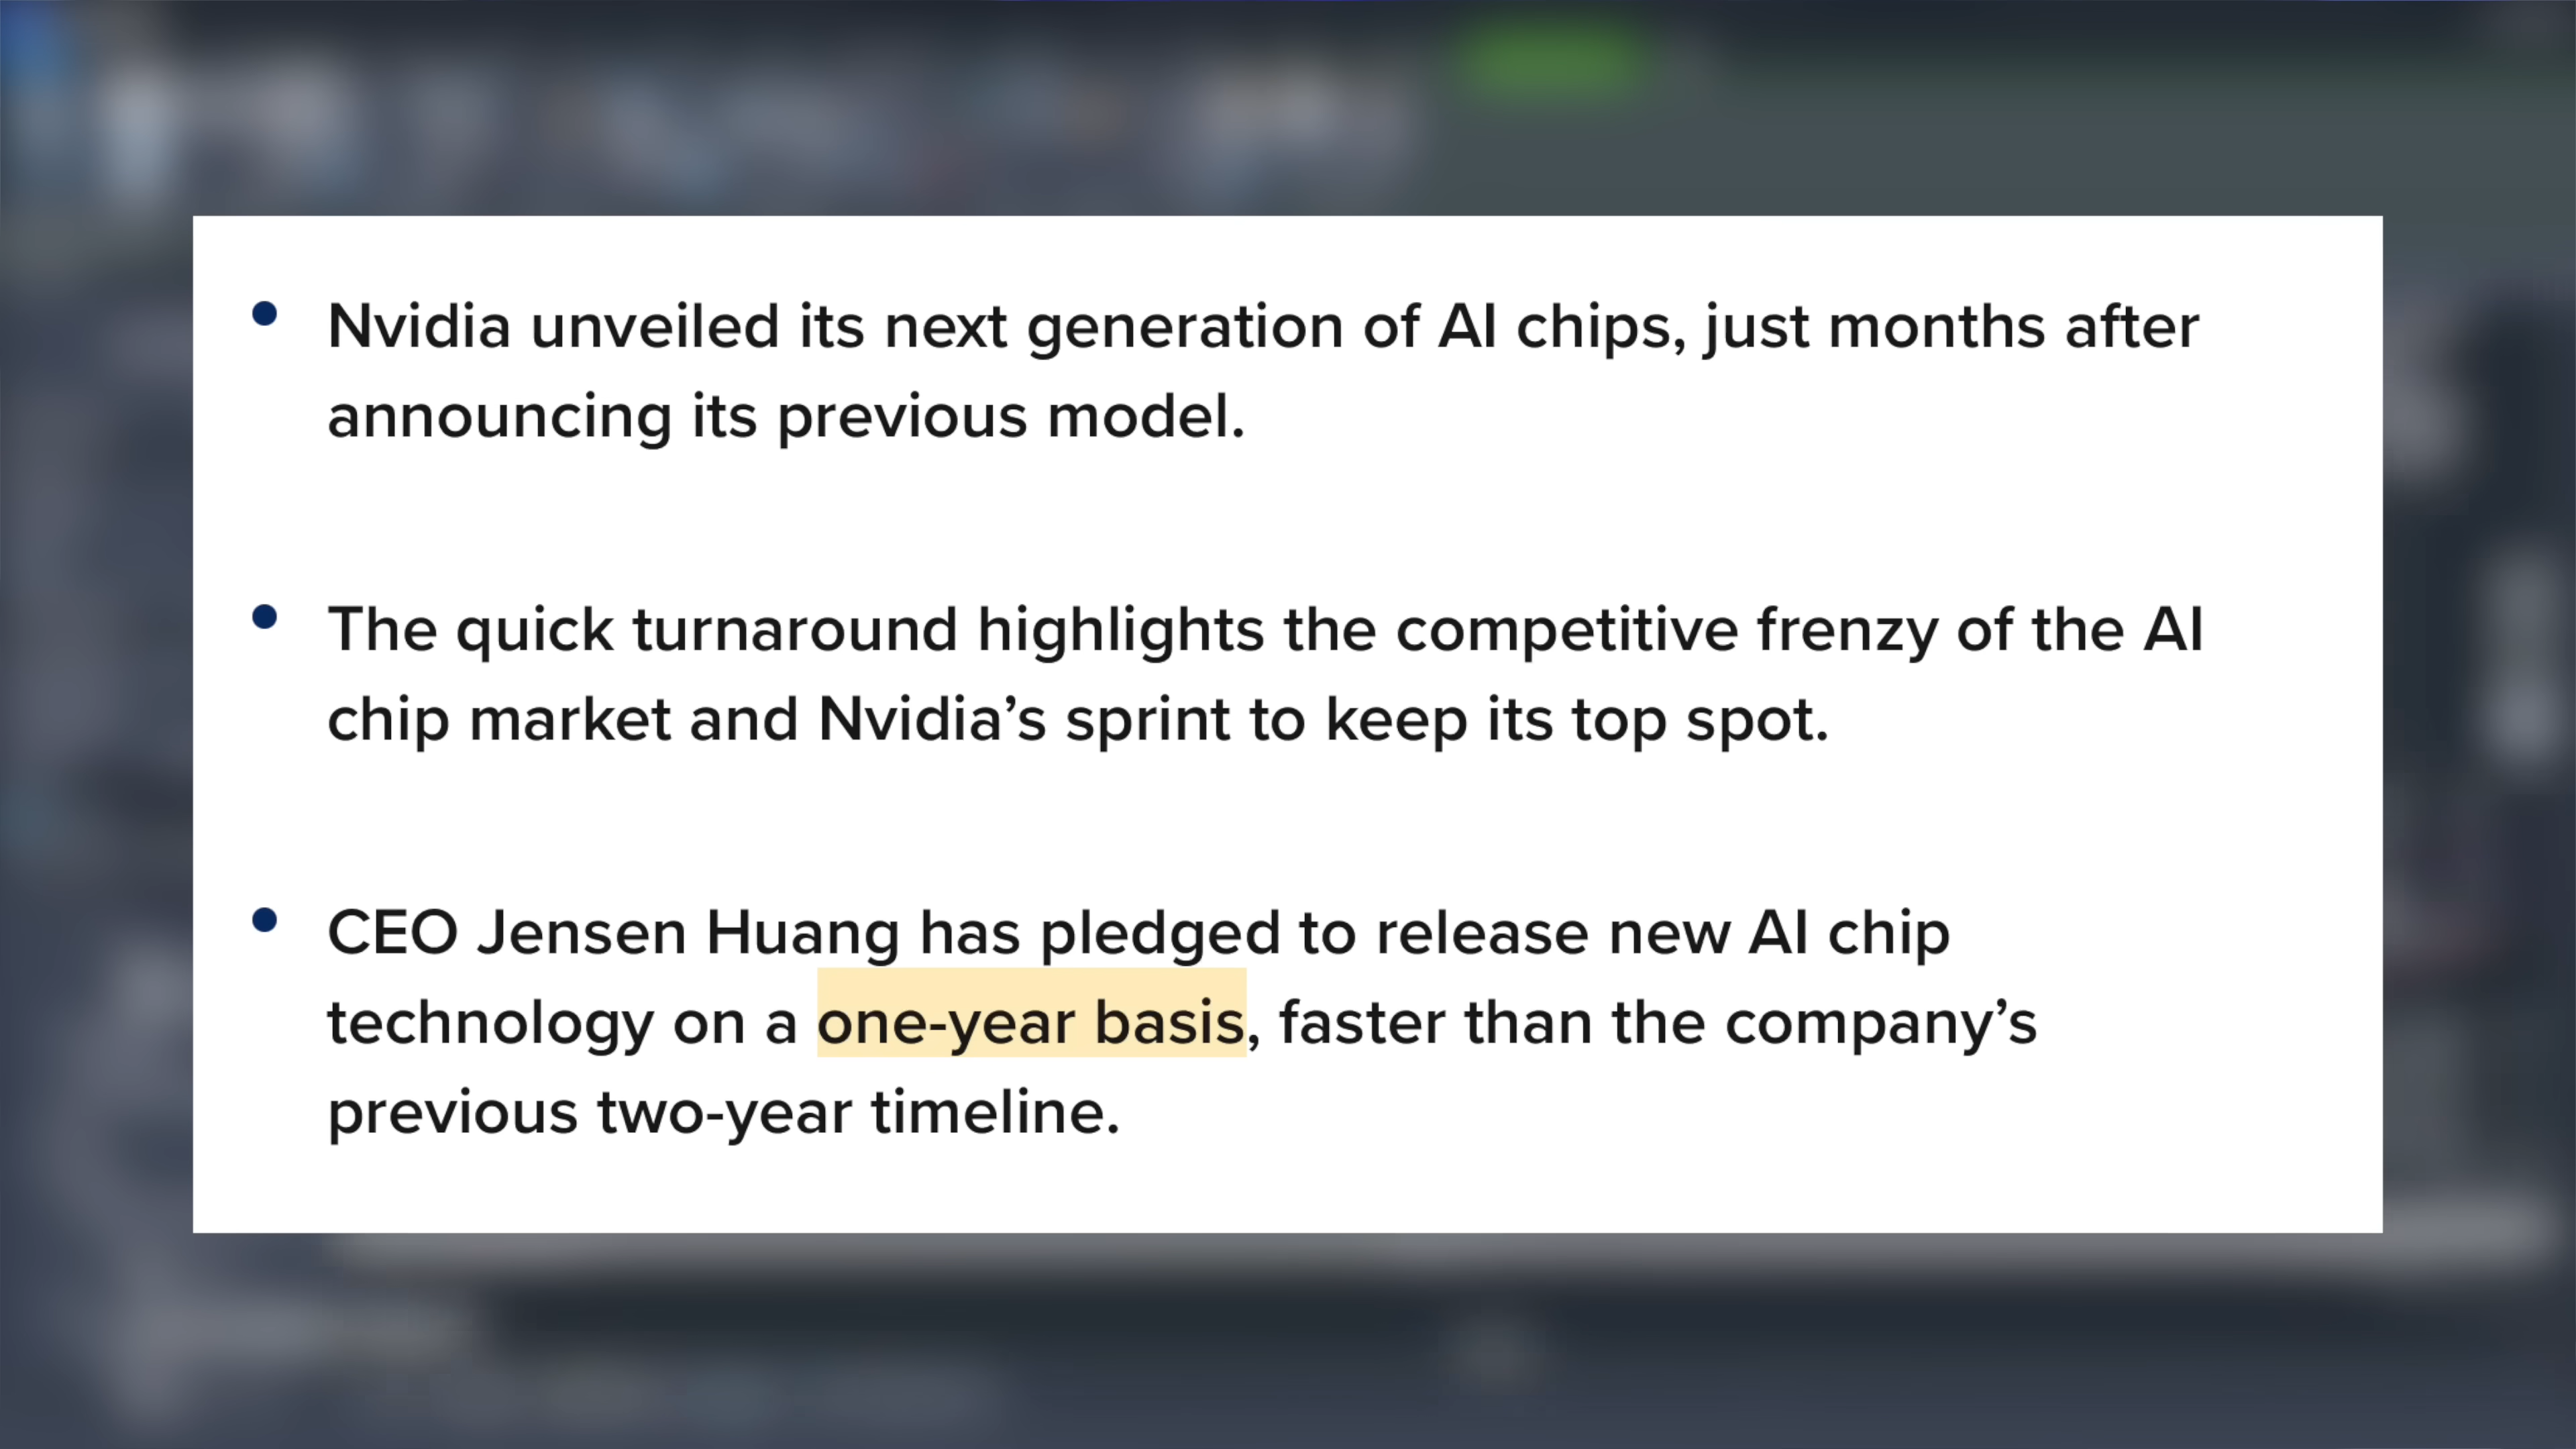 • Nvidia unveiled its next generation of AI chips, just months after
announcing its previous model.
• The quick turnaround highlights the competitive frenzy of the AI
chip market and Nvidia’s sprint to keep its top spot.
• CEO Jensen Huang has pledged to release new AI chip
technology on a one-year basis, faster than the company’s
previous two-year timeline.